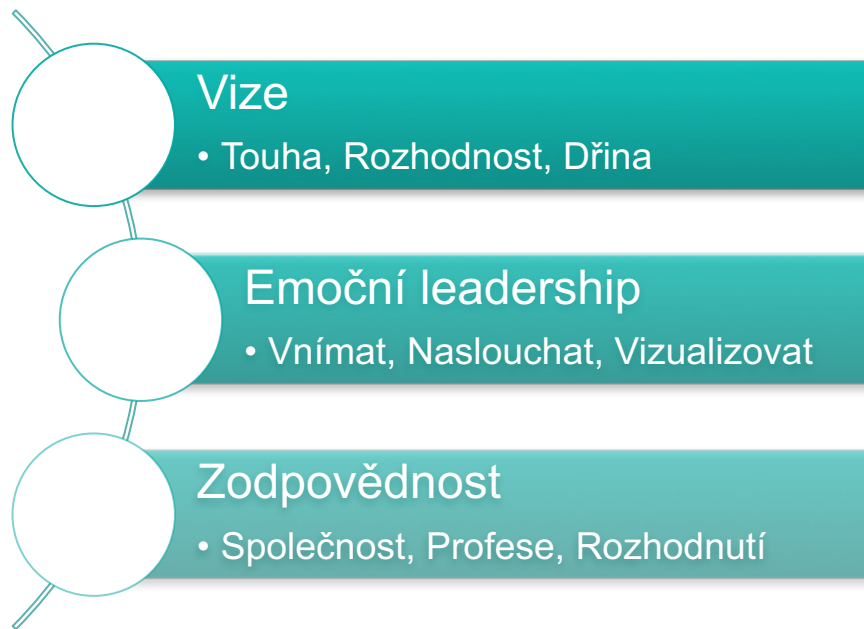 Vize
• Touha, Rozhodnost, Dřina
Emoční leadership
• Vnímat, Naslouchat, Vizualizovat
Zodpovědnost
• Společnost, Profese, Rozhodnutí